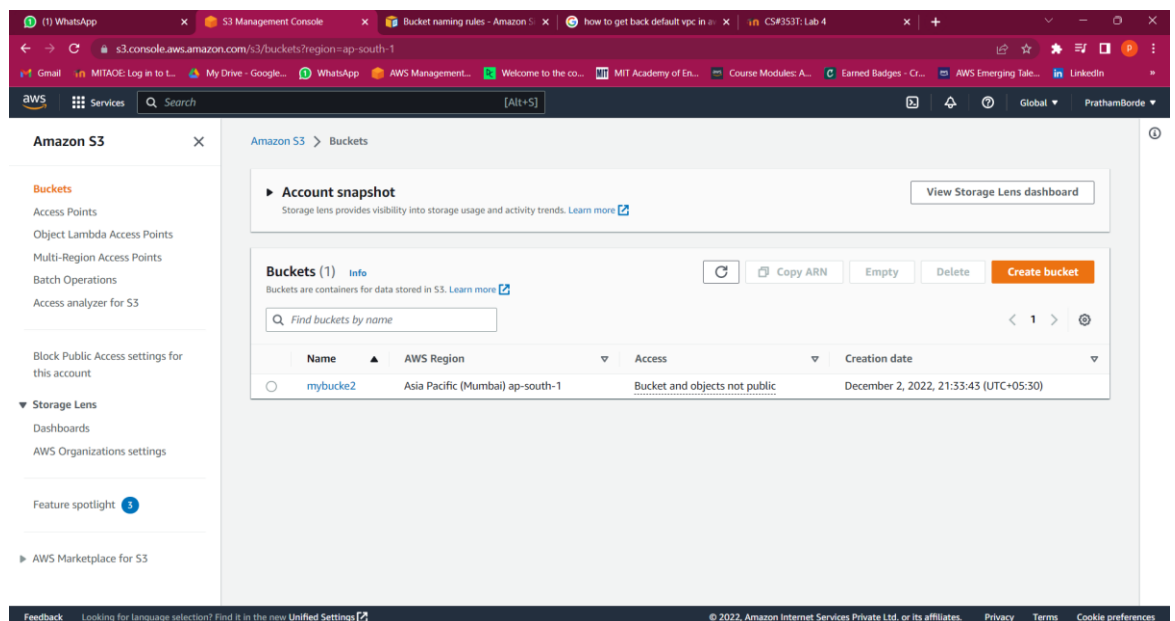 (1) WhatsApp
S3 Management Console
Bucket naming rules - Amazon S
how to get back default vpc in a
CS#353T: Lab 4
s3.console.aws.amazon.com/s3/buckets?region=ap-south-1
Gmail
MITAOE: Log in to t...
My Drive - Google...
WhatsApp
AWS Management...
Welcome to the co...
MIT Academy of En...
Course Modules: A...
Earned Badges - Cr...
AWS Emerging Tale...
LinkedIn
aws
Services
Search
[Alt+S]
Global
PrathamBorde
Amazon S3
Buckets
Access Points
Object Lambda Access Points
Multi-Region Access Points
Batch Operations
Access analyzer for S3
Block Public Access settings for
this account
Storage Lens
Dashboards
AWS Organizations settings
Feature spotlight 3
AWS Marketplace for S3
Amazon S3 > Buckets
Account snapshot
Storage lens provides visibility into storage usage and activity trends. Learn more
View Storage Lens dashboard
Buckets (1) Info
Buckets are containers for data stored in S3. Learn more
Copy ARN
Empty
Delete
Create bucket
Find buckets by name
< 1 >
Name AWS Region Access Creation date
mybucke2 Asia Pacific (Mumbai) ap-south-1 Bucket and objects not public December 2, 2022, 21:33:43 (UTC+05:30)
Feedback Looking for language selection? Find it in the new Unified Settings
© 2022, Amazon Internet Services Private Ltd. or its affiliates. Privacy Terms Cookie preferences